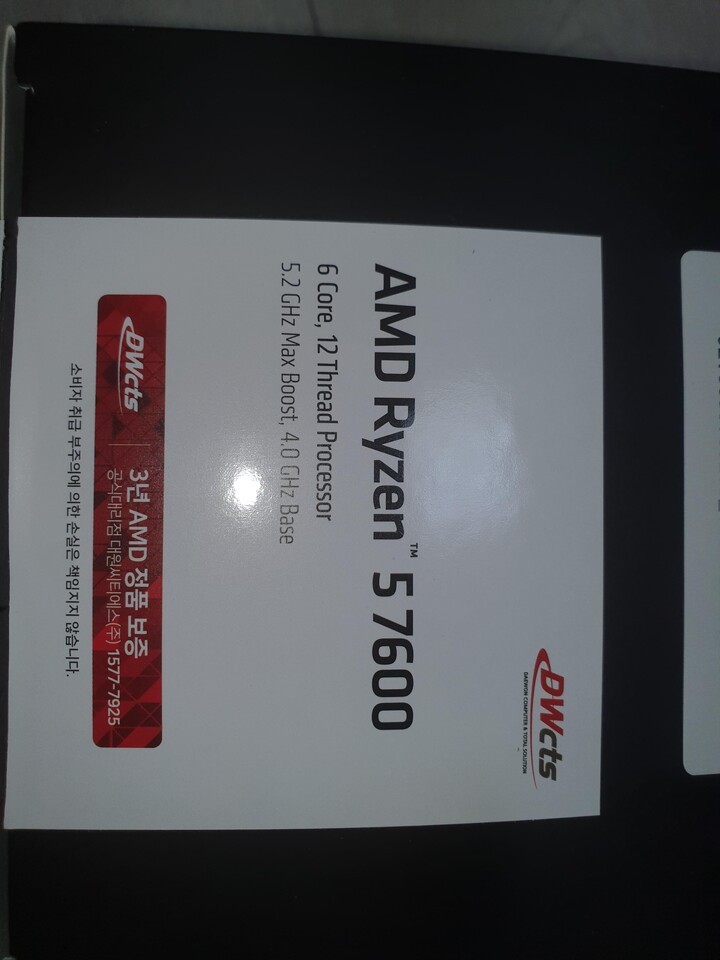 DWcts
DAEWON COMPUTER & TOTAL SOLUTION
AMD Ryzen™ 5 7600
6 Core, 12 Thread Processor
5.2 GHz Max Boost, 4.0 GHz Base
DWcts
3년 AMD 정품 보증
공식대리점 대원씨티에스(주) 1577-7925
소비자 취급 부주의에 의한 손실은 책임지지 않습니다.